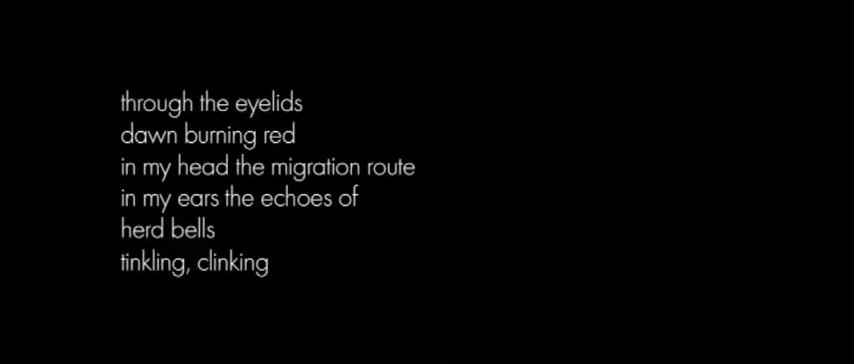 through the eyelids
dawn burning red
in my head the migration route
in my ears the echoes of
herd bells
tinkling, clinking